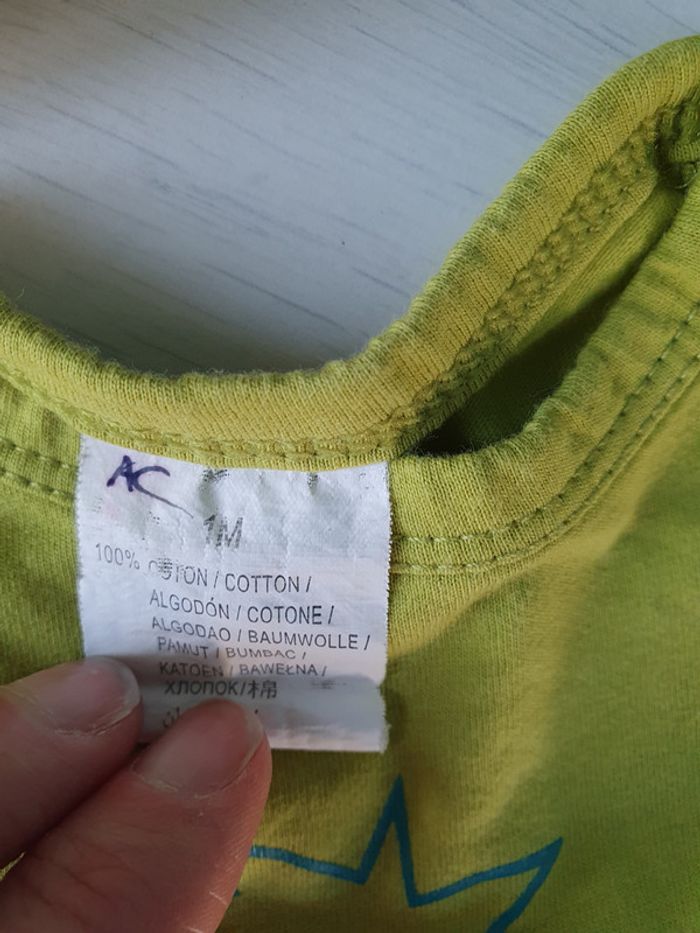 AC
1M
100% COTON / COTTON /
ALGODÓN / COTONE /
ALGODAO / BAUMWOLLE /
PAMUT / BUMBAC /
KATOEN / BAWEŁNA /
ХЛОПОК/棉